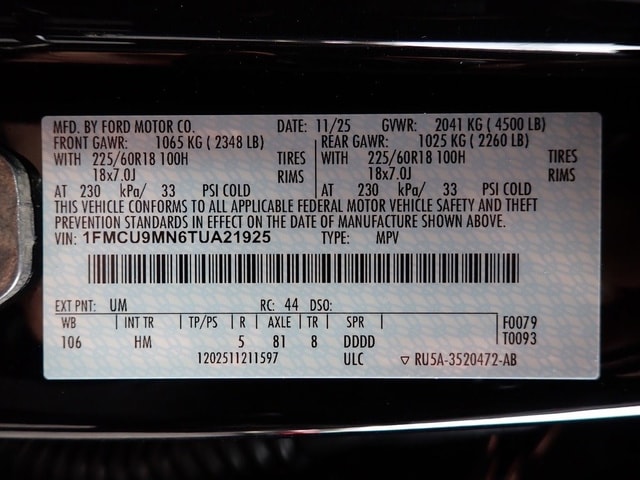 MFD. BY FORD MOTOR CO. DATE: 11/25 GVWR: 2041 KG ( 4500 LB)
FRONT GAWR: 1065 KG ( 2348 LB) REAR GAWR: 1025 KG ( 2260 LB)
WITH 225/60R18 100H TIRES WITH 225/60R18 100H TIRES
18x7.0J RIMS 18x7.0J RIMS
AT 230 kPa/ 33 PSI COLD AT 230 kPa/ 33 PSI COLD
THIS VEHICLE CONFORMS TO ALL APPLICABLE FEDERAL MOTOR VEHICLE SAFETY AND THEFT
PREVENTION STANDARDS IN EFFECT ON THE DATE OF MANUFACTURE SHOWN ABOVE.
VIN: 1FMCU9MN6TUA21925 TYPE: MPV
EXT PNT: UM RC: 44 DSO:
WB INT TR TP/PS R AXLE TR SPR F0079
106 HM 5 81 8 DDDD T0093
1202511211597 ULC ▽ RU5A-3520472-AB